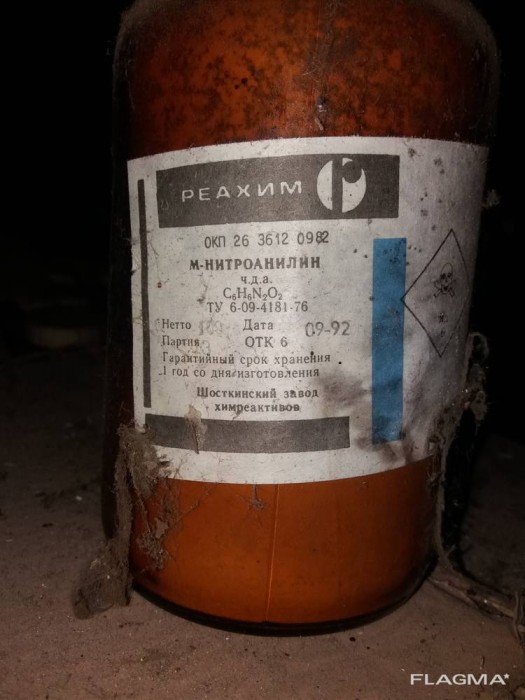 РЕАХИМ
ОКП 26 3612 0982
М-НИТРОАНИЛИН
ч.д.а.
C₆H₆N₂O₂
ТУ 6-09-4181-76
Нетто Дата 09-92
Партия ОТК 6
Гарантийный срок хранения
1 год со дня изготовления
Шосткинский завод
химреактивов
FLAGMA*